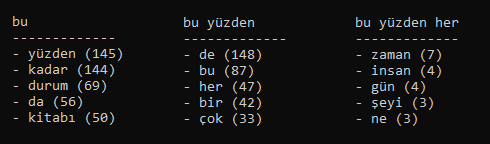 bu
--------------
- yüzden (145)
- kadar (144)
- durum (69)
- da (56)
- kitabı (50)
bu yüzden
--------------
- de (148)
- bu (87)
- her (47)
- bir (42)
- çok (33)
bu yüzden her
--------------
- zaman (7)
- insan (4)
- gün (4)
- şeyi (3)
- ne (3)